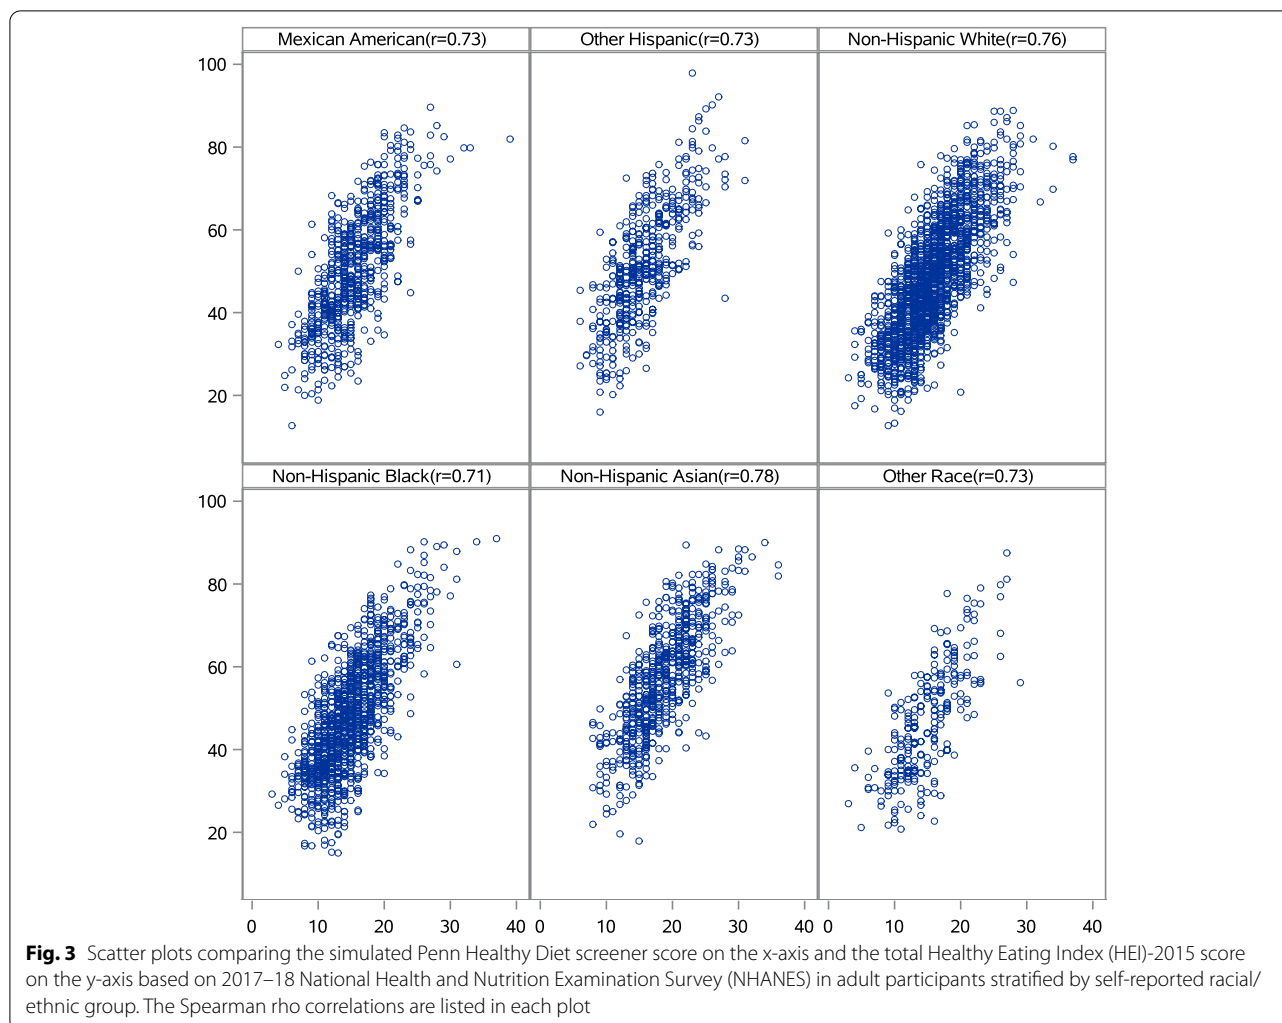 Mexican American(r=0.73)
Other Hispanic(r=0.73)
Non-Hispanic White(r=0.76)
100
80
60
40
20
Non-Hispanic Black(r=0.71)
Non-Hispanic Asian(r=0.78)
Other Race(r=0.73)
100
80
60
40
20
0 10 20 30 40 0 10 20 30 40 0 10 20 30 40
Fig. 3 Scatter plots comparing the simulated Penn Healthy Diet screener score on the x-axis and the total Healthy Eating Index (HEI)-2015 score
on the y-axis based on 2017–18 National Health and Nutrition Examination Survey (NHANES) in adult participants stratified by self-reported racial/
ethnic group. The Spearman rho correlations are listed in each plot